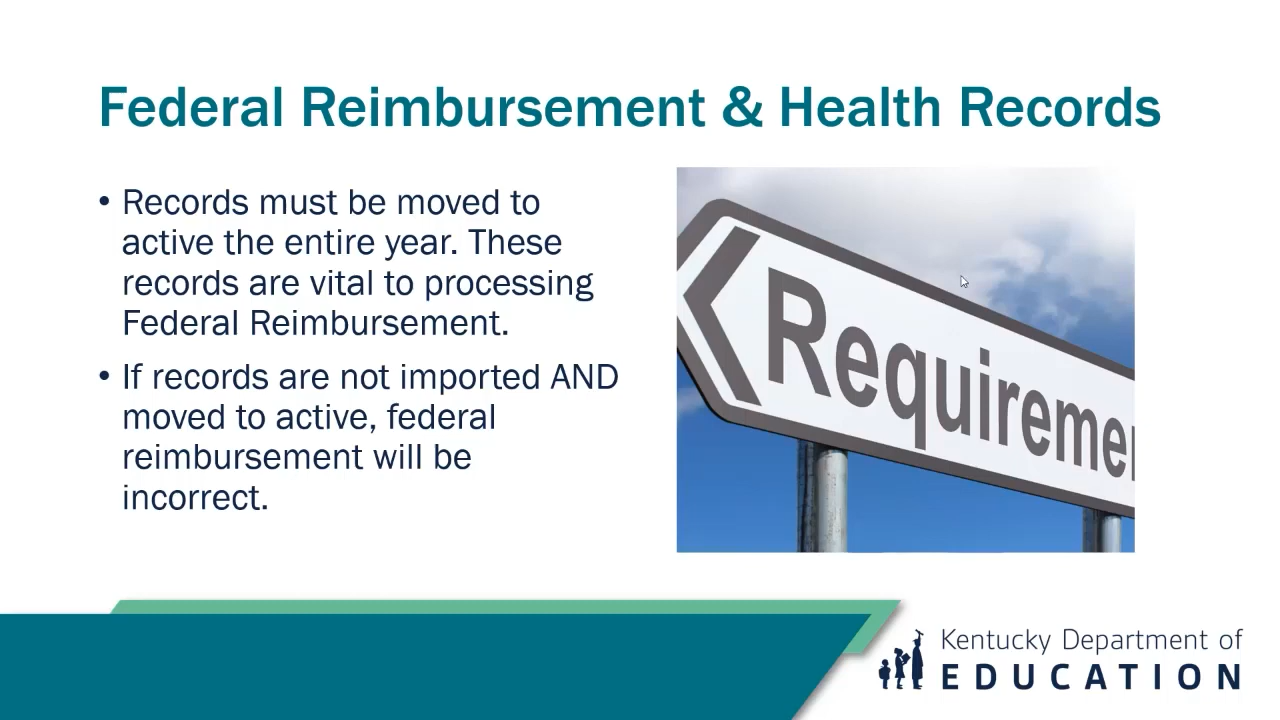 Federal Reimbursement & Health Records
• Records must be moved to
active the entire year. These
records are vital to processing
Federal Reimbursement.
• If records are not imported AND
moved to active, federal
reimbursement will be
incorrect.
Requiremer
Kentucky Department of
EDUCATION